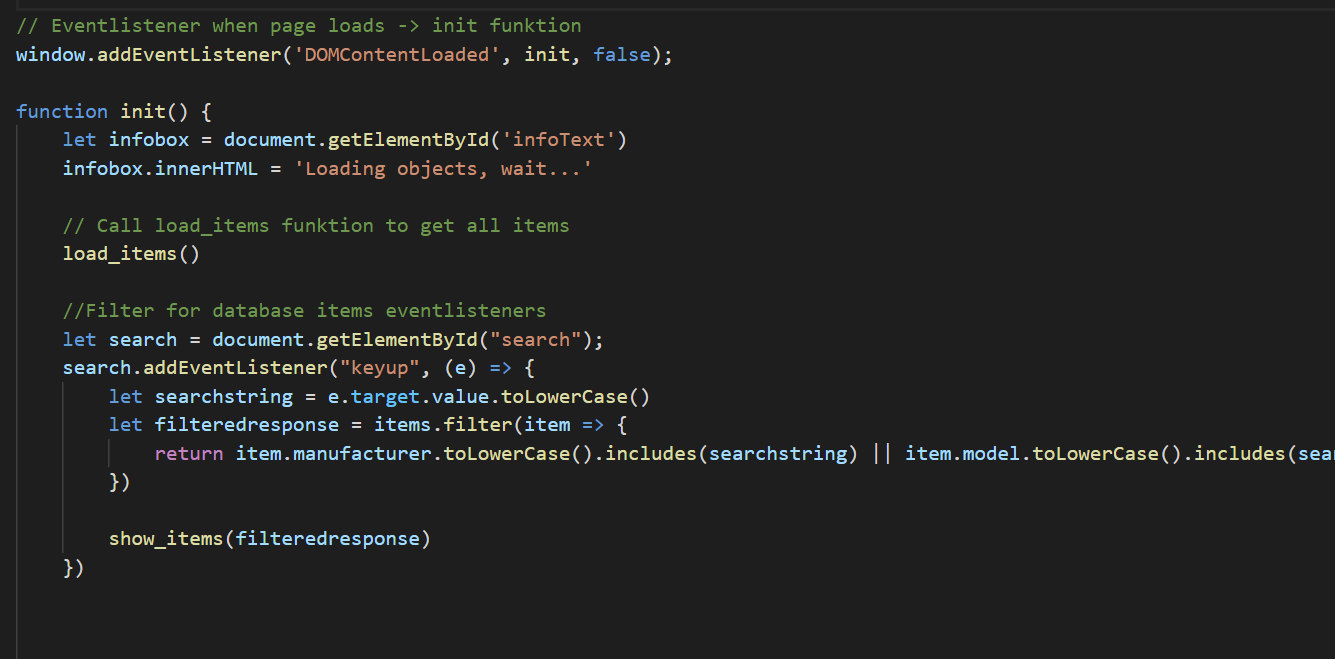 // Eventlistener when page loads -> init funktion
window.addEventListener('DOMContentLoaded', init, false);
function init() {
let infobox = document.getElementById('infoText')
infobox.innerHTML = 'Loading objects, wait...'
// Call load_items funktion to get all items
load_items()
//Filter for database items eventlisteners
let search = document.getElementById("search");
search.addEventListener("keyup", (e) => {
let searchstring = e.target.value.toLowerCase()
let filteredresponse = items.filter(item => {
return item.manufacturer.toLowerCase().includes(searchstring) || item.model.toLowerCase().includes(
})
show_items(filteredresponse)
})